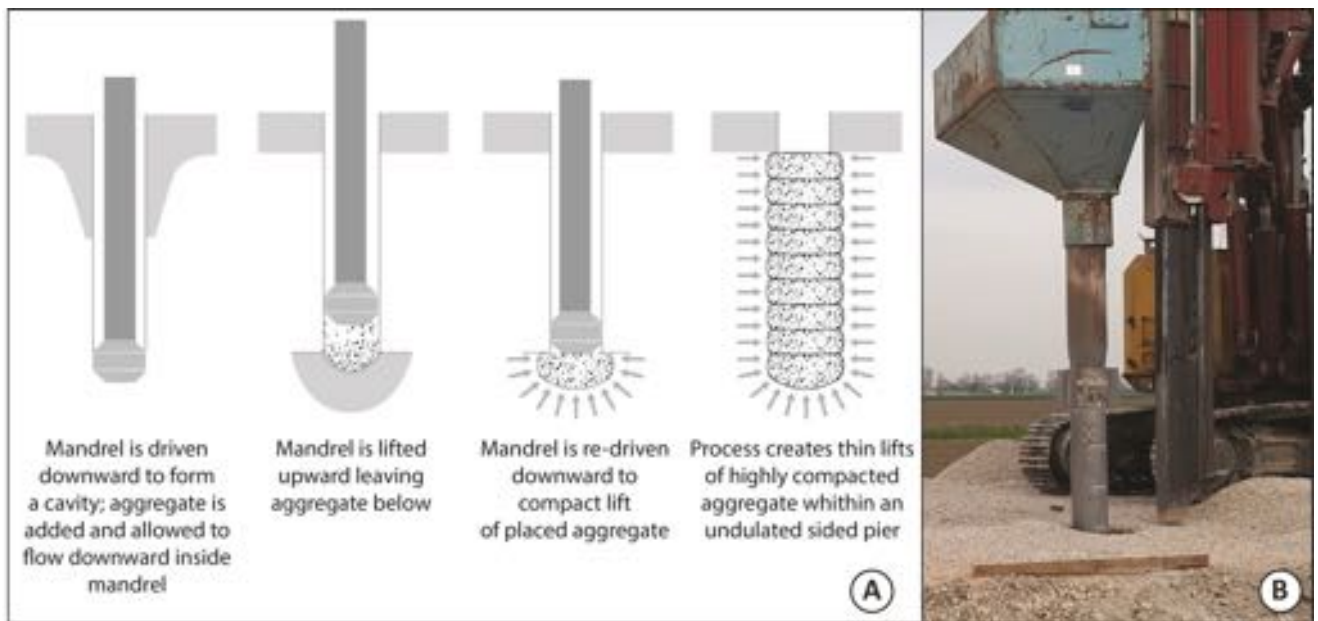 Mandrel is driven
downward to form
a cavity; aggregate is
added and allowed to
flow downward inside
mandrel
Mandrel is lifted
upward leaving
aggregate below
Mandrel is re-driven
downward to
compact lift
of placed aggregate
Process creates thin lifts
of highly compacted
aggregate whithin an
undulated sided pier
A
B